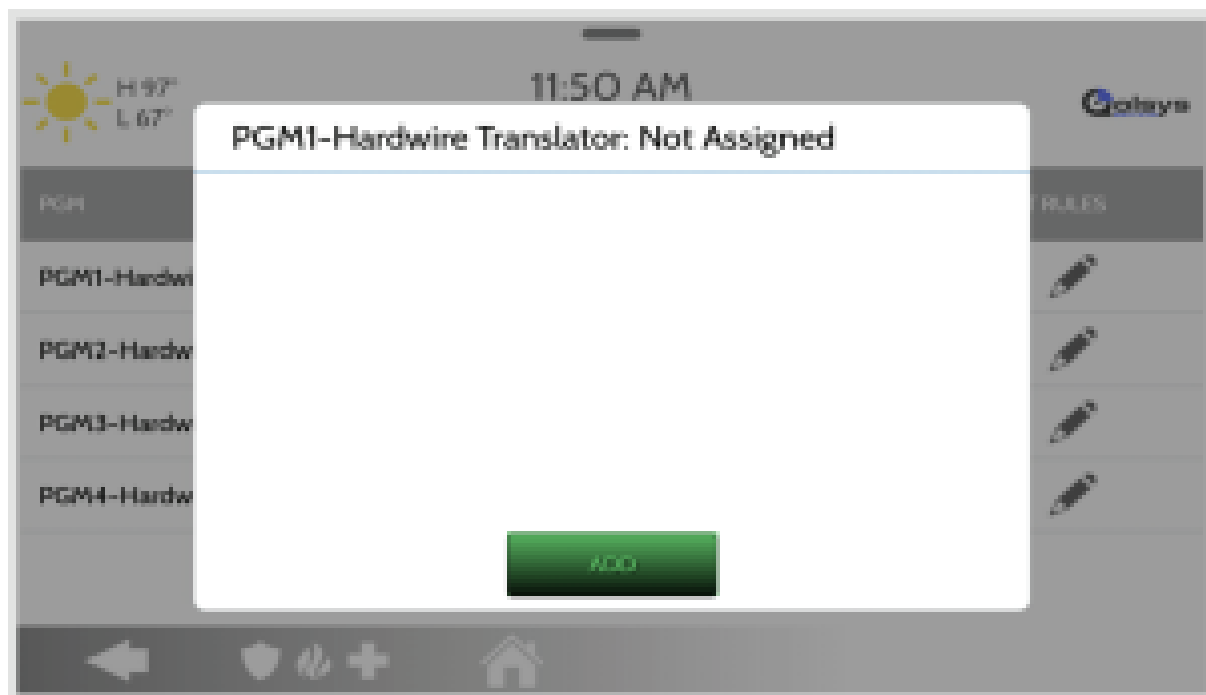 H 97°
L 67°
11:50 AM
Qolsys
PGM1-Hardwire Translator: Not Assigned
PGM
T RULES
PGM1-Hardwi
PGM2-Hardw
PGM3-Hardw
PGM4-Hardw
ADD